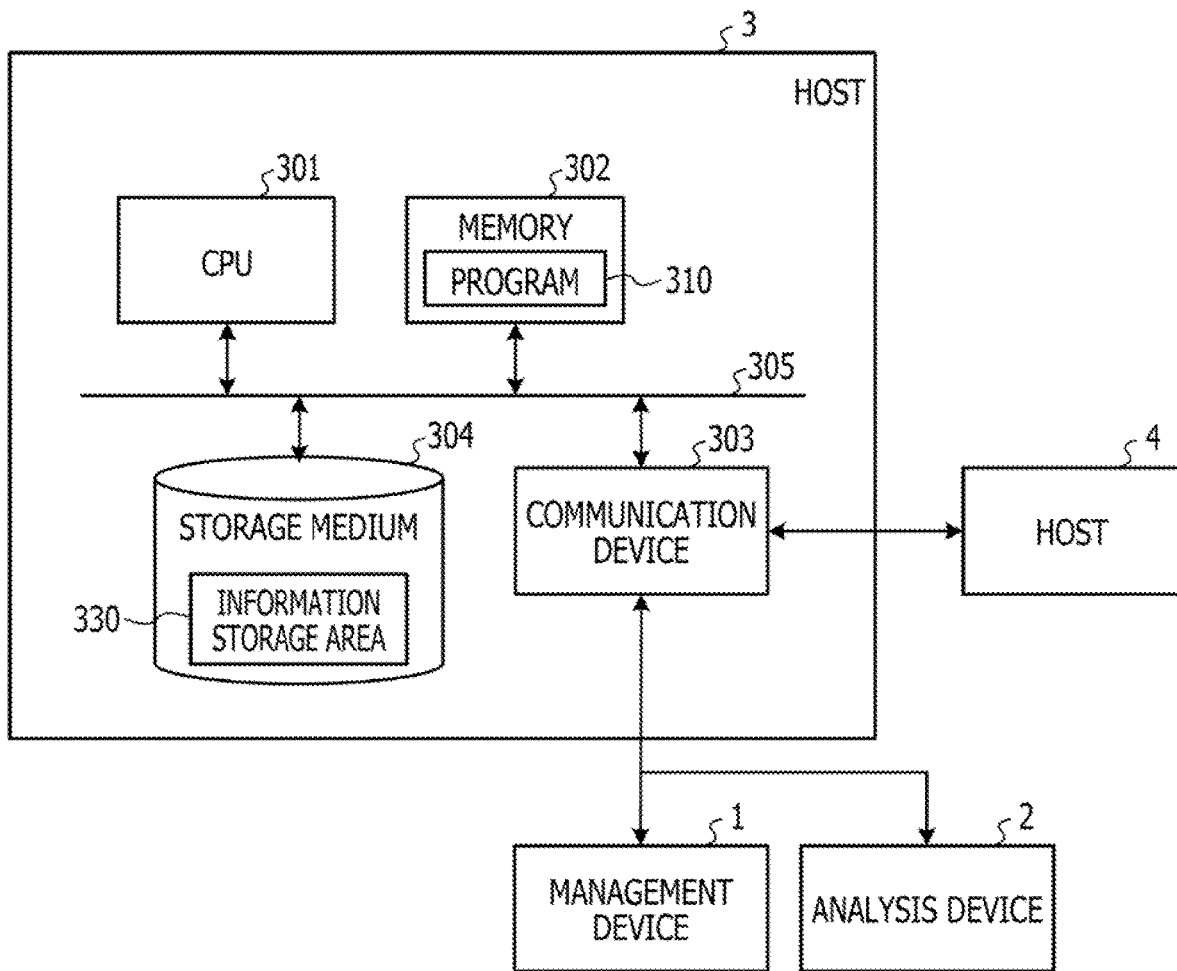 3
HOST
301
302
CPU
MEMORY
PROGRAM
310
305
304
303
4
STORAGE MEDIUM
COMMUNICATION
DEVICE
HOST
330
INFORMATION
STORAGE AREA
1
2
MANAGEMENT
DEVICE
ANALYSIS DEVICE